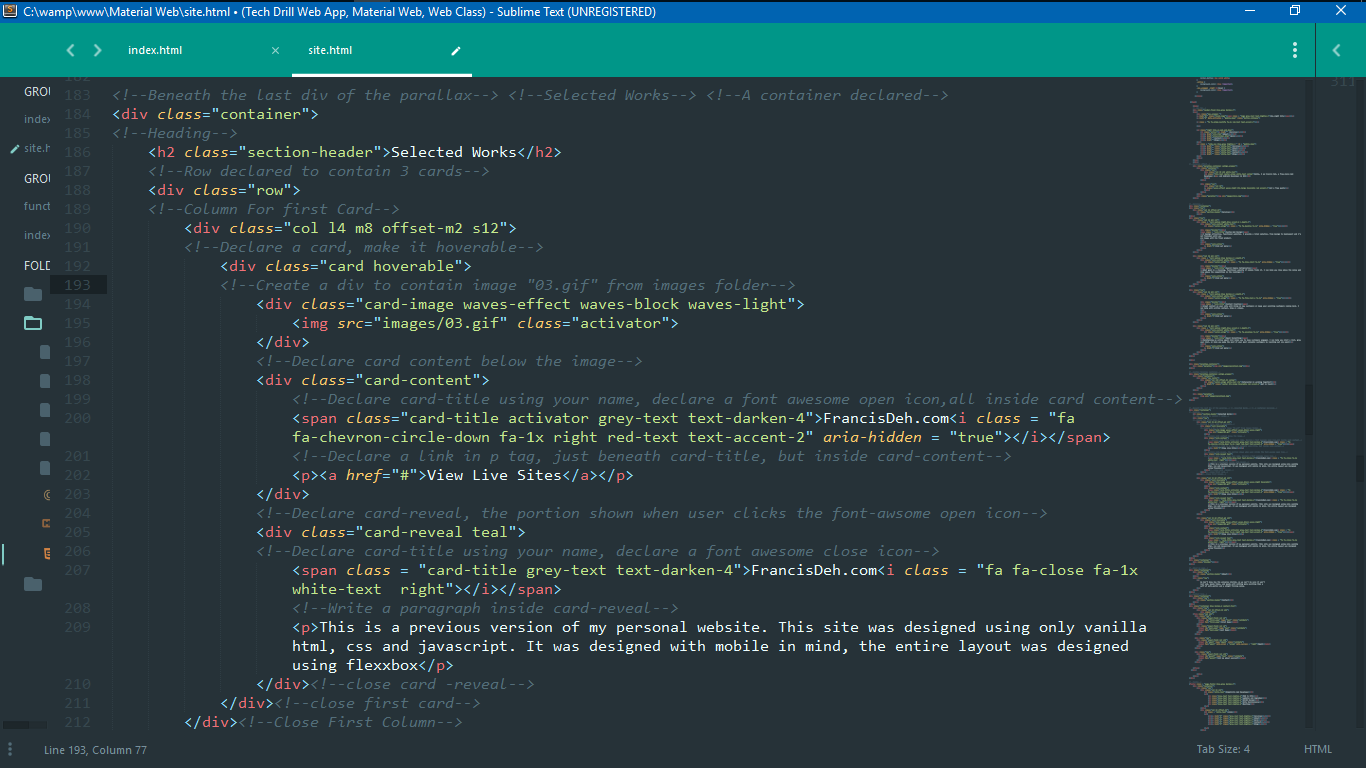 C:\wamp\www\Material Web\site.html • (Tech Drill Web App, Material Web, Web Class) - Sublime Text (UNREGISTERED)
index.html
site.html
GROU
index
site.h
GROU
funct
index
FOLD
183 <!--Beneath the last div of the parallax--> <!--Selected Works--> <!--A container declared-->
184 <div class="container">
185 <!--Heading-->
186 <h2 class="section-header">Selected Works</h2>
187 <!--Row declared to contain 3 cards-->
188 <div class="row">
189 <!--Column For first Card-->
190 <div class="col l4 m8 offset-m2 s12">
191 <!--Declare a card, make it hoverable-->
192 <div class="card hoverable">
193 <!--Create a div to contain image "03.gif" from images folder-->
194 <div class="card-image waves-effect waves-block waves-light">
195 <img src="images/03.gif" class="activator">
196 </div>
197 <!--Declare card content below the image-->
198 <div class="card-content">
199 <!--Declare card-title using your name, declare a font awesome open icon,all inside card content-->
200 <span class="card-title activator grey-text text-darken-4">FrancisDeh.com<i class = "fa
fa-chevron-circle-down fa-1x right red-text text-accent-2" aria-hidden = "true"></i></span>
201 <!--Declare a link in p tag, just beneath card-title, but inside card-content-->
202 <p><a href="#">View Live Sites</a></p>
203 </div>
204 <!--Declare card-reveal, the portion shown when user clicks the font-awsome open icon-->
205 <div class="card-reveal teal">
206 <!--Declare card-title using your name, declare a font awesome close icon-->
207 <span class = "card-title grey-text text-darken-4">FrancisDeh.com<i class = "fa fa-close fa-1x
white-text  right"></i></span>
208 <!--Write a paragraph inside card-reveal-->
209 <p>This is a previous version of my personal website. This site was designed using only vanilla
html, css and javascript. It was designed with mobile in mind, the entire layout was designed
using flexxbox</p>
210 </div><!--close card -reveal-->
211 </div><!--close first card-->
212 </div><!--Close First Column-->
Line 193, Column 77
Tab Size: 4
HTML